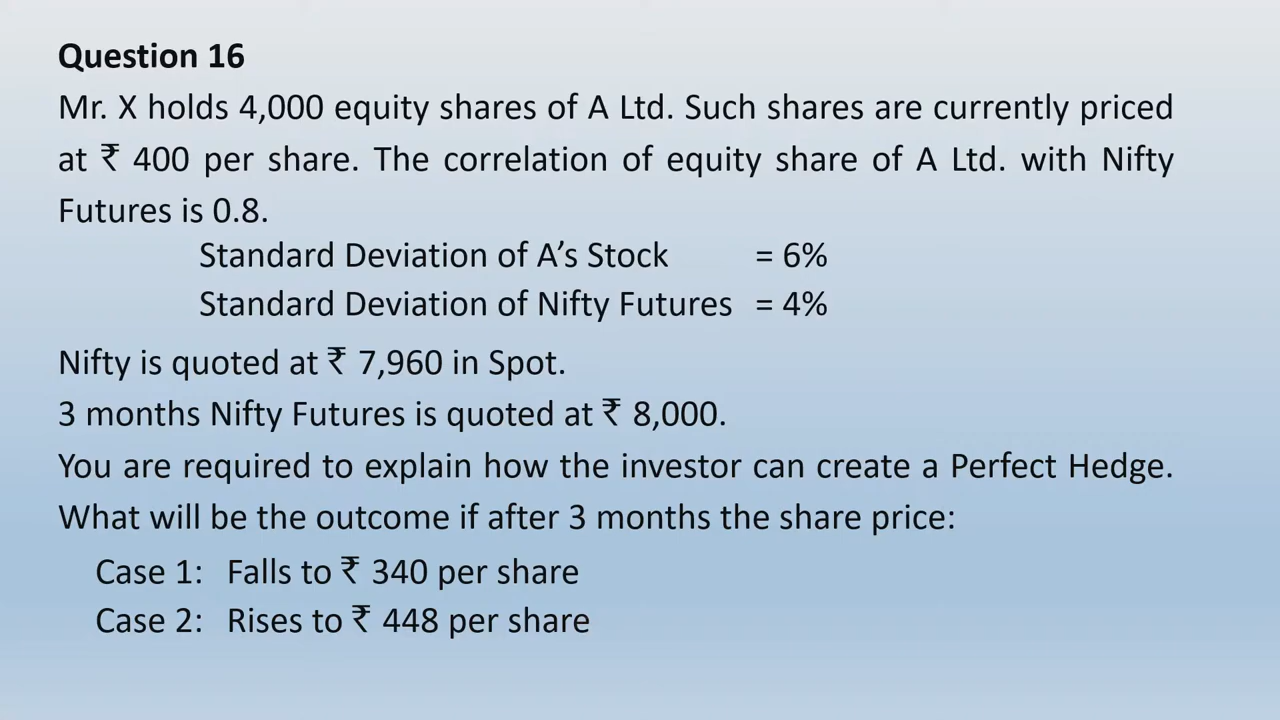 Question 16
Mr. X holds 4,000 equity shares of A Ltd. Such shares are currently priced
at ₹ 400 per share. The correlation of equity share of A Ltd. with Nifty
Futures is 0.8.
Standard Deviation of A’s Stock = 6%
Standard Deviation of Nifty Futures = 4%
Nifty is quoted at ₹ 7,960 in Spot.
3 months Nifty Futures is quoted at ₹ 8,000.
You are required to explain how the investor can create a Perfect Hedge.
What will be the outcome if after 3 months the share price:
Case 1: Falls to ₹ 340 per share
Case 2: Rises to ₹ 448 per share